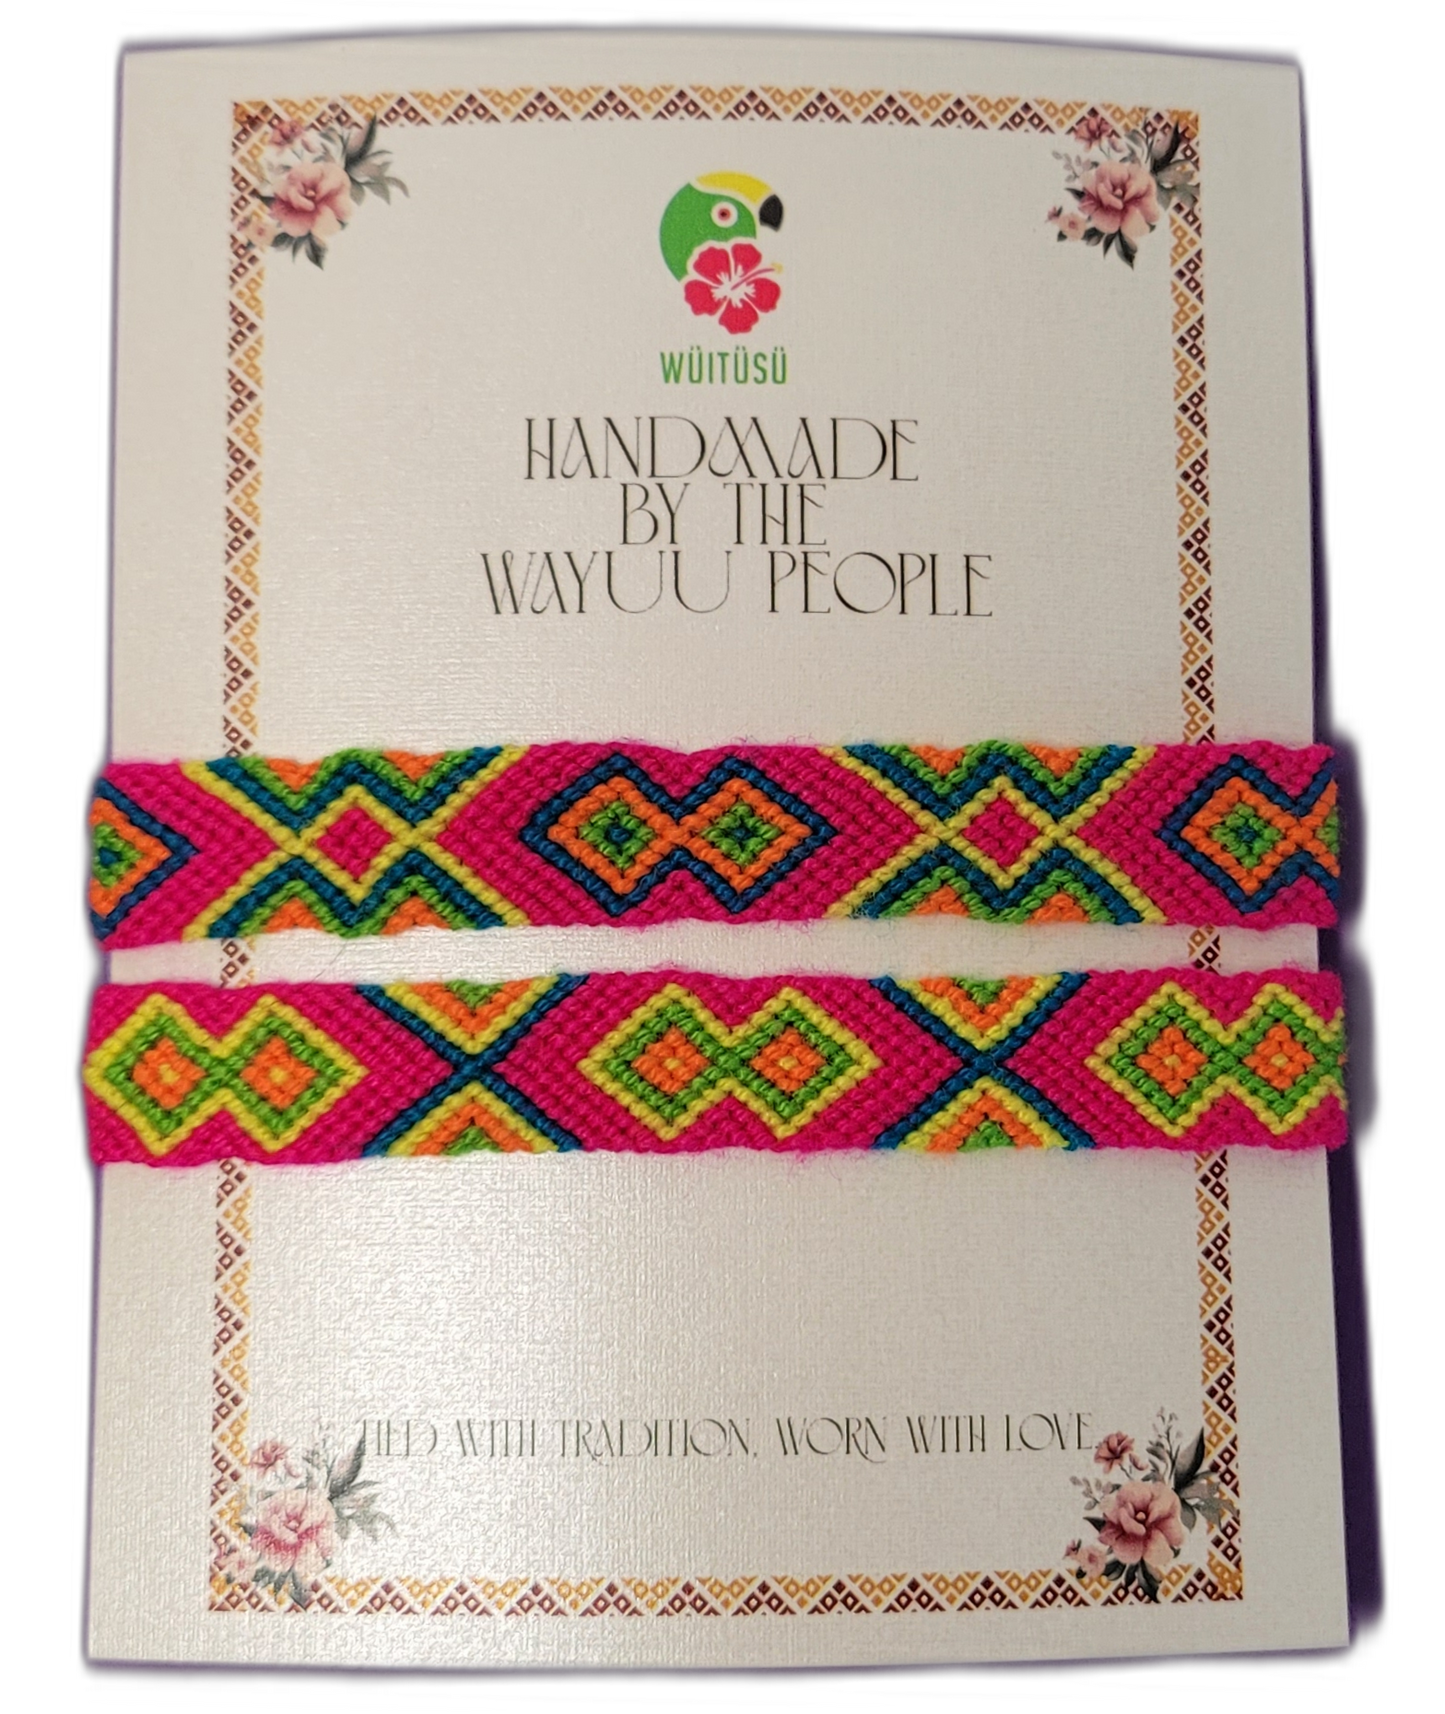 WÜITÜSÜ
HANDMADE
BY THE
WAYUU PEOPLE
TIED WITH TRADITION, WORN WITH LOVE.